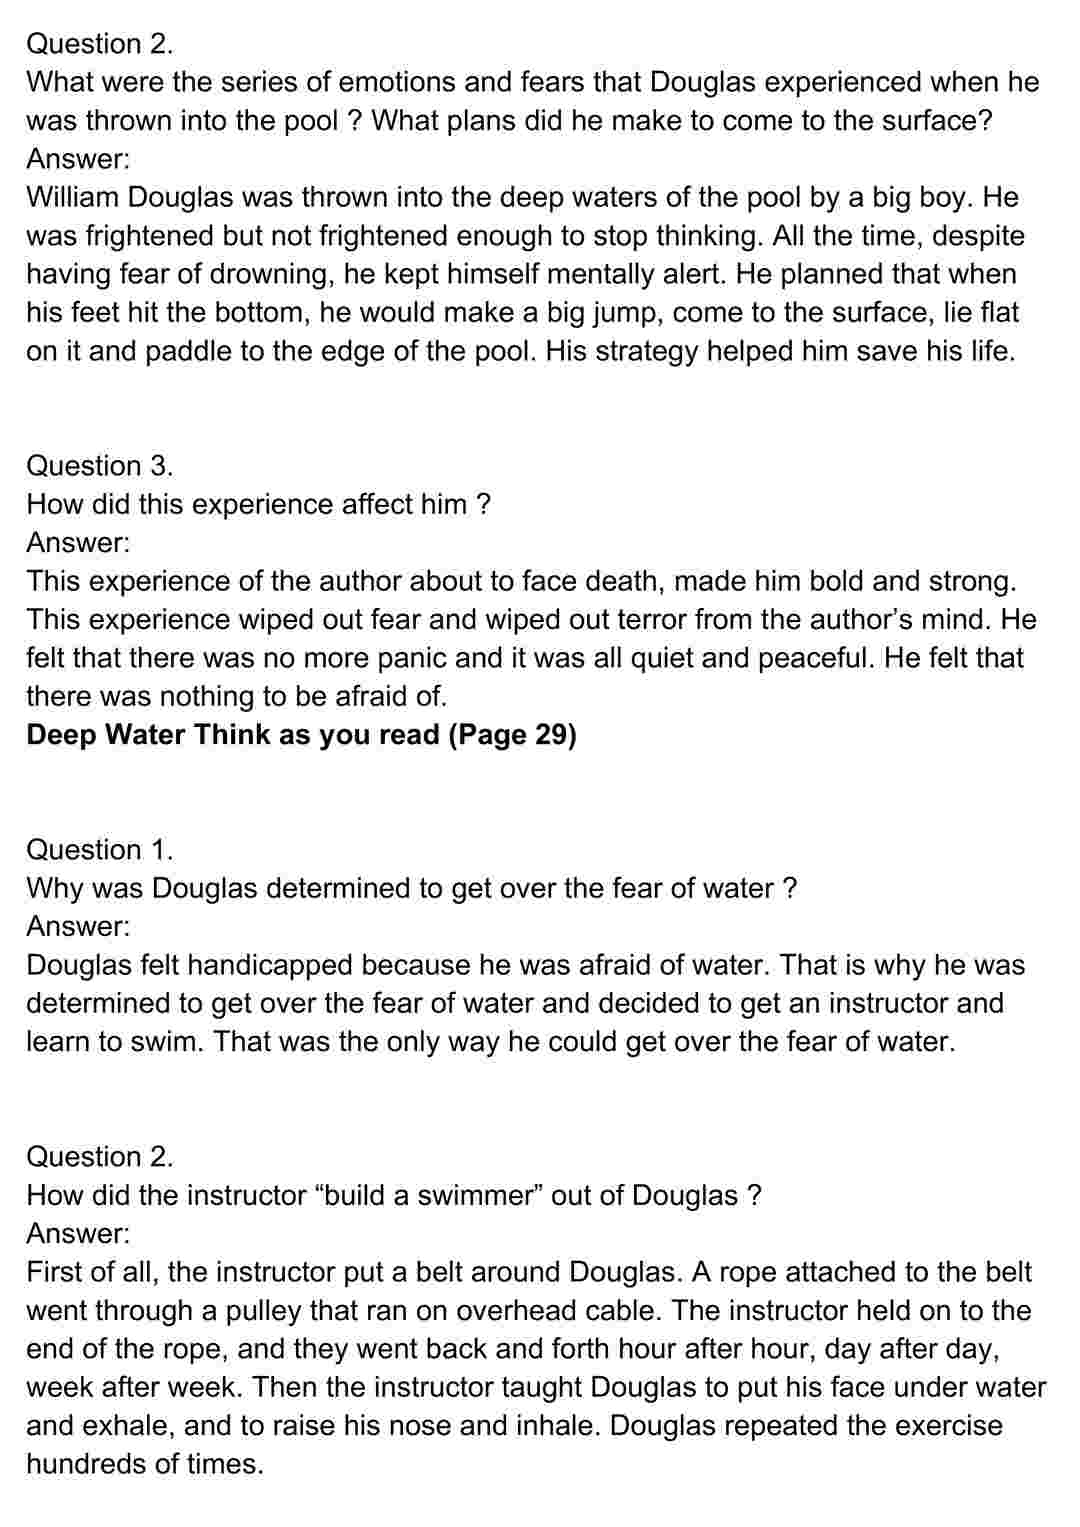 Question 2.
What were the series of emotions and fears that Douglas experienced when he
was thrown into the pool ? What plans did he make to come to the surface?
Answer:
William Douglas was thrown into the deep waters of the pool by a big boy. He
was frightened but not frightened enough to stop thinking. All the time, despite
having fear of drowning, he kept himself mentally alert. He planned that when
his feet hit the bottom, he would make a big jump, come to the surface, lie flat
on it and paddle to the edge of the pool. His strategy helped him save his life.
Question 3.
How did this experience affect him ?
Answer:
This experience of the author about to face death, made him bold and strong.
This experience wiped out fear and wiped out terror from the author’s mind. He
felt that there was no more panic and it was all quiet and peaceful. He felt that
there was nothing to be afraid of.
Deep Water Think as you read (Page 29)
Question 1.
Why was Douglas determined to get over the fear of water ?
Answer:
Douglas felt handicapped because he was afraid of water. That is why he was
determined to get over the fear of water and decided to get an instructor and
learn to swim. That was the only way he could get over the fear of water.
Question 2.
How did the instructor “build a swimmer” out of Douglas ?
Answer:
First of all, the instructor put a belt around Douglas. A rope attached to the belt
went through a pulley that ran on overhead cable. The instructor held on to the
end of the rope, and they went back and forth hour after hour, day after day,
week after week. Then the instructor taught Douglas to put his face under water
and exhale, and to raise his nose and inhale. Douglas repeated the exercise
hundreds of times.